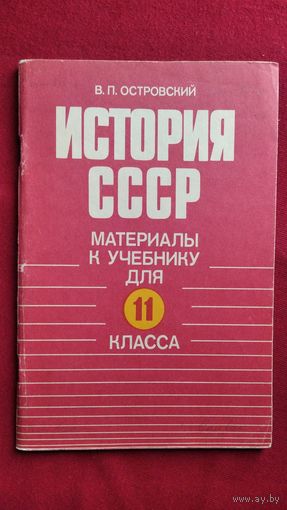 В. П. ОСТРОВСКИЙ
ИСТОРИЯ
СССР
МАТЕРИАЛЫ
К УЧЕБНИКУ
ДЛЯ
11
КЛАССА
www.ay.by